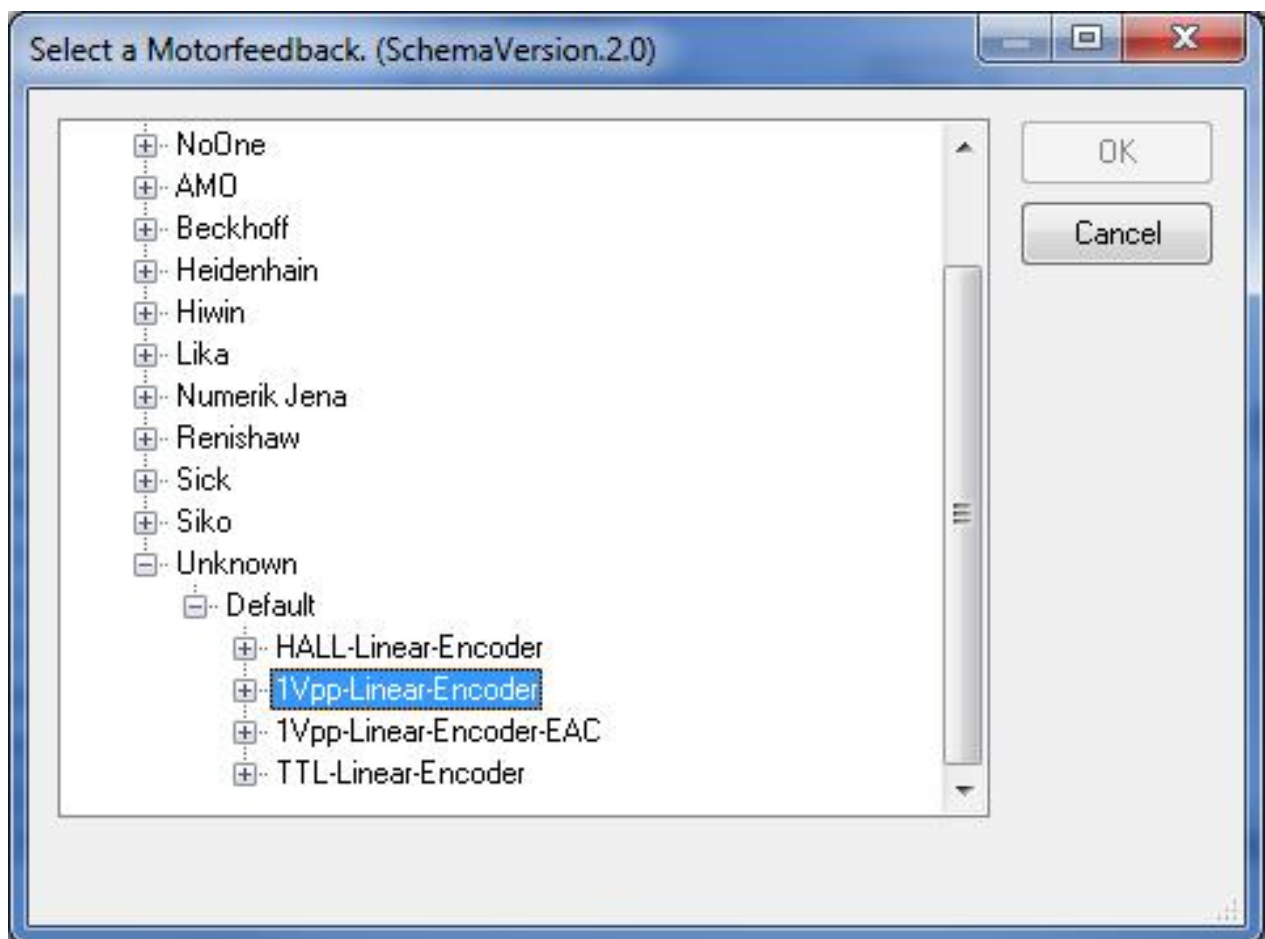 Select a Motorfeedback. (SchemaVersion.2.0)
NoOne
OK
AMO
Beckhoff
Cancel
Heidenhain
Hiwin
Lika
Numerik Jena
Renishaw
Sick
Siko
Unknown
Default
HALL-Linear-Encoder
1Vpp-Linear-Encoder
1Vpp-Linear-Encoder-EAC
TTL-Linear-Encoder